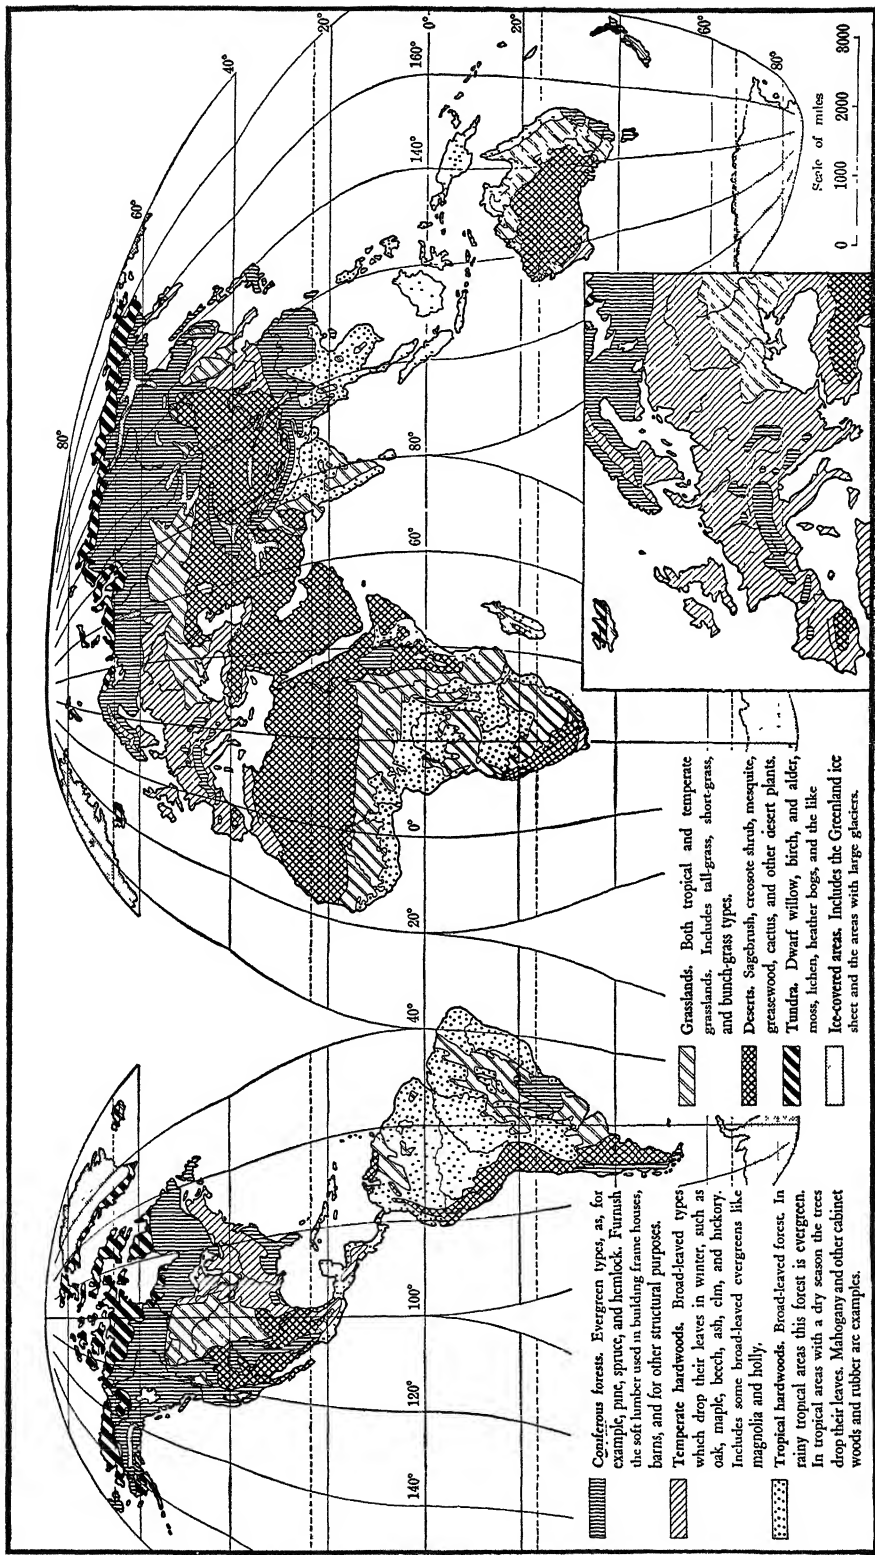 80°
60°
40°
20°
140°
120°
100°
40°
20°
0°
60°
80°
140°
160°
0°
20°
60°
80°
Scale of miles
0 1000 2000 3000
Coniferous forests. Evergreen types, as, for
example, pine, spruce, and hemlock. Furnish
the soft lumber used in building frame houses,
barns, and for other structural purposes.
Temperate hardwoods. Broad-leaved types
which drop their leaves in winter, such as
oak, maple, beech, ash, elm, and hickory.
Includes some broad-leaved evergreens like
magnolia and holly.
Tropical hardwoods. Broad-leaved forest. In
rainy tropical areas this forest is evergreen.
In tropical areas with a dry season the trees
drop their leaves. Mahogany and other cabinet
woods and rubber are examples.
Grasslands. Both tropical and temperate
grasslands. Includes tall-grass, short-grass,
and bunch-grass types.
Deserts. Sagebrush, creosote shrub, mesquite,
greasewood, cactus, and other desert plants.
Tundra. Dwarf willow, birch, and alder,
moss, lichen, heather bogs, and the like
Ice-covered areas. Includes the Greenland ice
sheet and the areas with large glaciers.